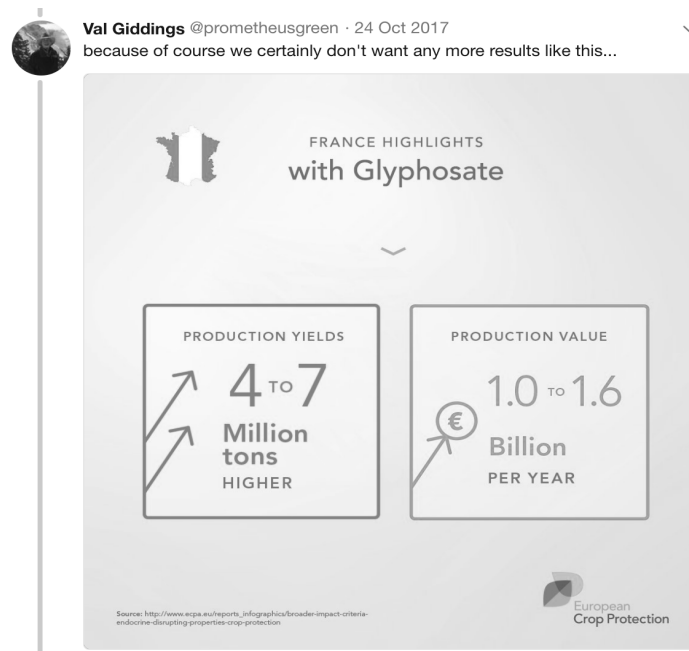 Val Giddings @prometheusgreen · 24 Oct 2017
because of course we certainly don't want any more results like this...
FRANCE HIGHLIGHTS
with Glyphosate
PRODUCTION YIELDS
4 TO 7
Million
tons
HIGHER
PRODUCTION VALUE
€
1.0 TO 1.6
Billion
PER YEAR
Source: http://www.ecpa.eu/reports_infographics/broader-impact-criteria-
endocrine-disrupting-properties-crop-protection
European
Crop Protection